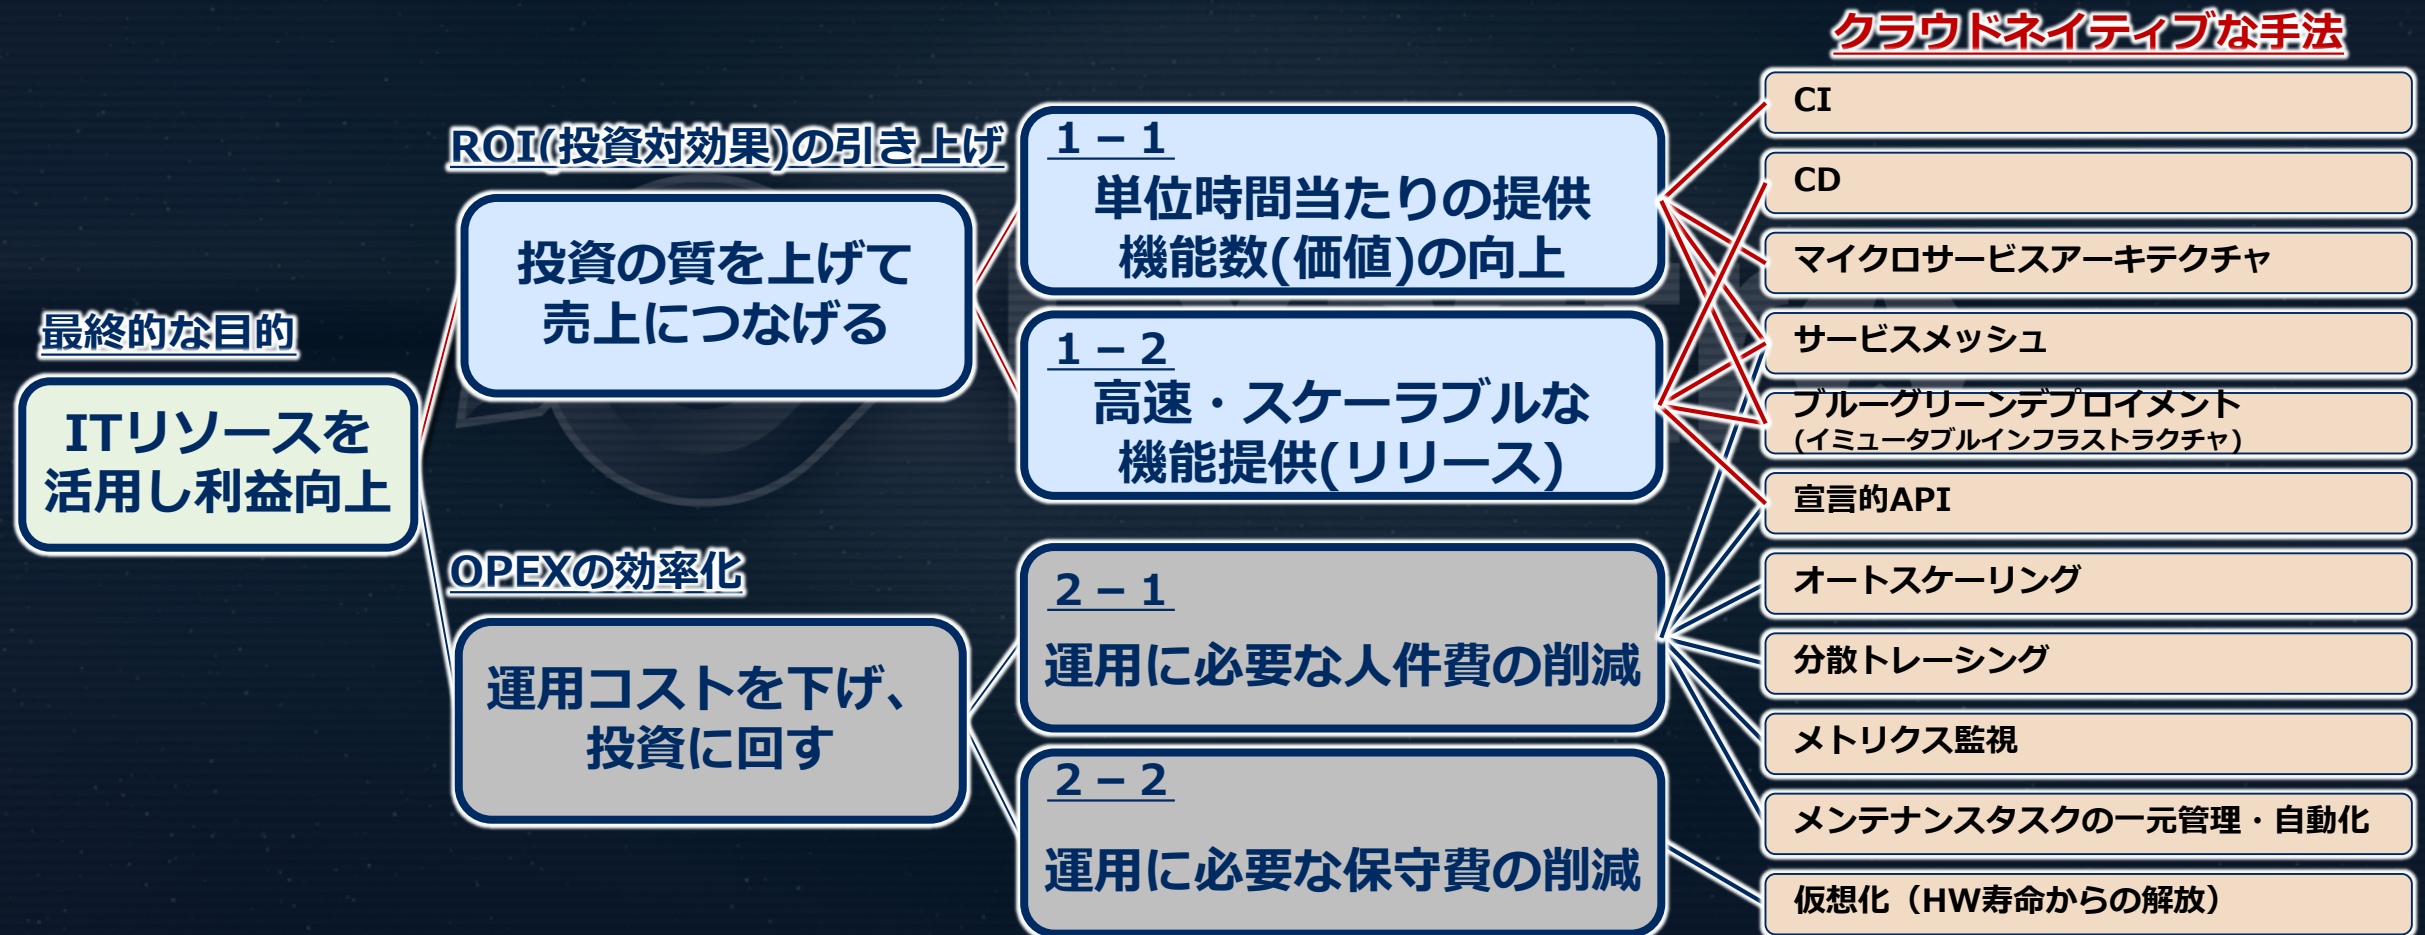 クラウドネイティブな手法
最終的な目的
ITリソースを
活用し利益向上
ROI(投資対効果)の引き上げ
投資の質を上げて
売上につなげる
OPEXの効率化
運用コストを下げ、
投資に回す
1－1
単位時間当たりの提供
機能数(価値)の向上
1－2
高速・スケーラブルな
機能提供(リリース)
2－1
運用に必要な人件費の削減
2－2
運用に必要な保守費の削減
CI
CD
マイクロサービスアーキテクチャ
サービスメッシュ
ブルーグリーンデプロイメント
(イミュータブルインフラストラクチャ)
宣言的API
オートスケーリング
分散トレーシング
メトリクス監視
メンテナンスタスクの一元管理・自動化
仮想化（HW寿命からの解放）